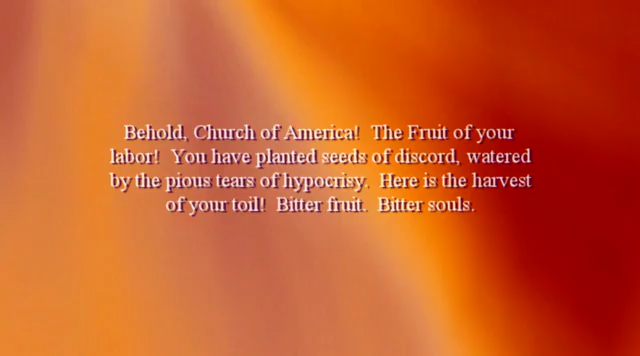 Behold, Church of America!  The Fruit of your
labor!  You have planted seeds of discord, watered
by the pious tears of hypocrisy.  Here is the harvest
of your toil!  Bitter fruit.  Bitter souls.